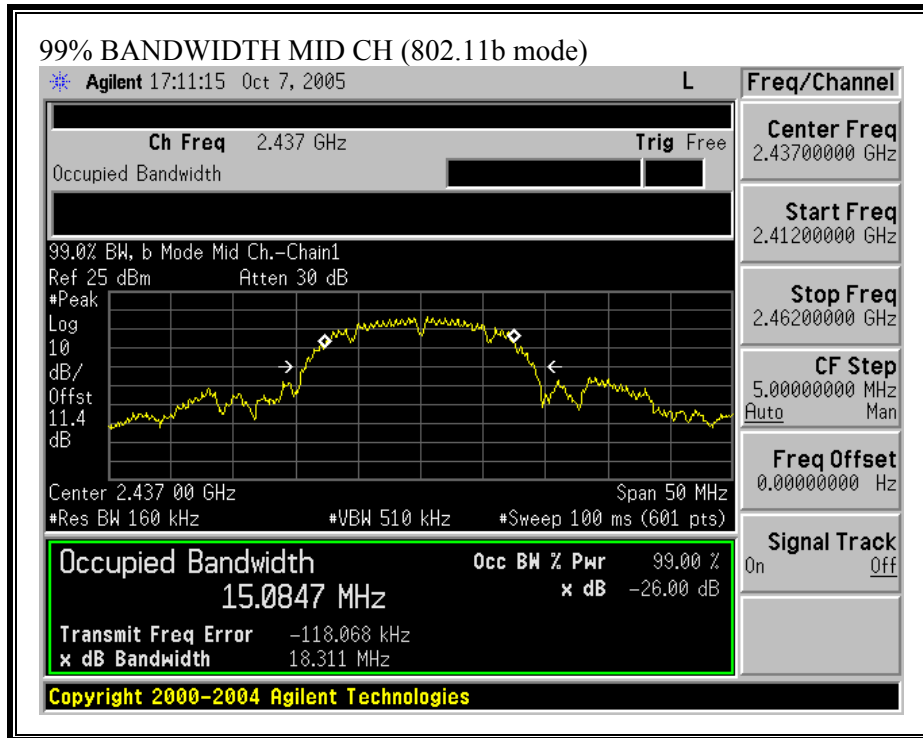 99% BANDWIDTH MID CH (802.11b mode)
Agilent 17:11:15 Oct 7, 2005 L
Freq/Channel
Ch Freq 2.437 GHz Trig Free
Occupied Bandwidth
Center Freq
2.43700000 GHz
Start Freq
2.41200000 GHz
Stop Freq
2.46200000 GHz
CF Step
5.00000000 MHz
Auto Man
Freq Offset
0.00000000 Hz
Signal Track
On Off
99.0% BW, b Mode Mid Ch.-Chain1
Ref 25 dBm Atten 30 dB
#Peak
Log
10
dB/
Offst
11.4
dB
Center 2.437 00 GHz Span 50 MHz
#Res BW 160 kHz #VBW 510 kHz #Sweep 100 ms (601 pts)
Occupied Bandwidth
15.0847 MHz
Occ BW % Pwr 99.00 %
x dB -26.00 dB
Transmit Freq Error -118.068 kHz
x dB Bandwidth 18.311 MHz
Copyright 2000-2004 Agilent Technologies